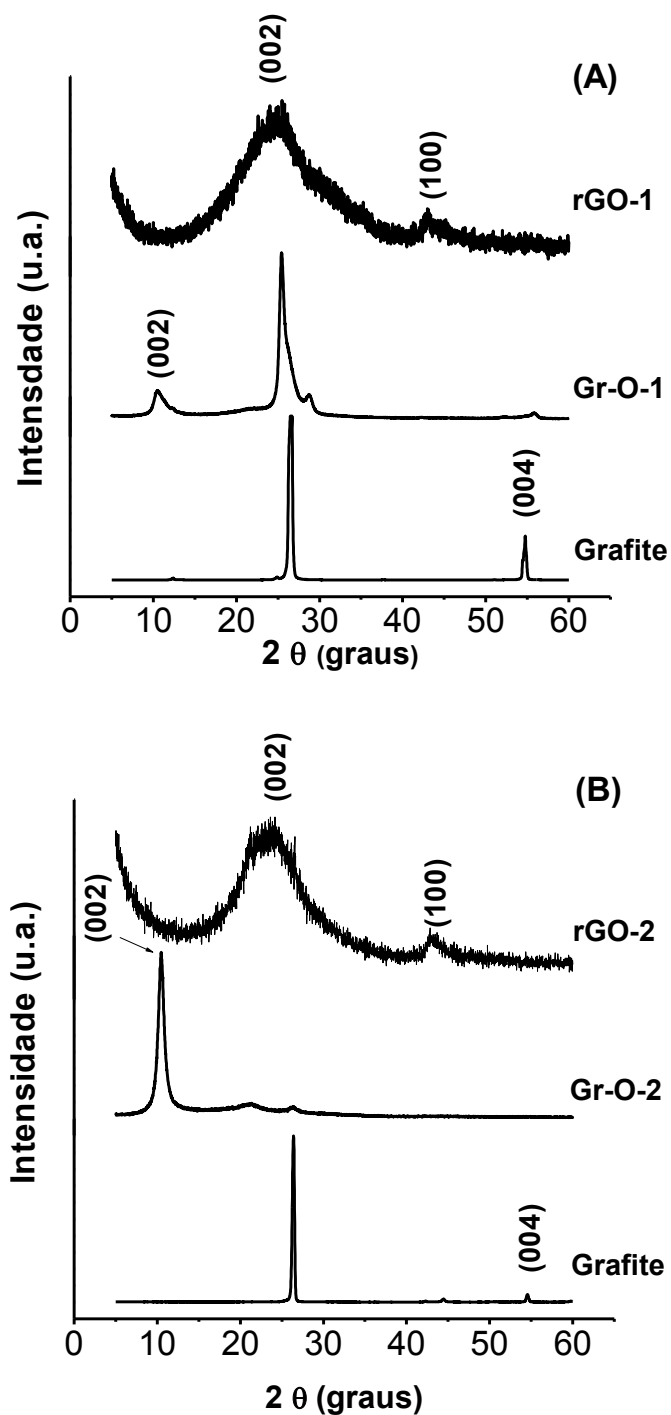 (A)
(002)
(100)
rGO-1
(002)
Gr-O-1
(004)
Grafite
Intensdade (u.a.)
0 10 20 30 40 50 60
2 θ (graus)
(B)
(002)
(002)
(100)
rGO-2
Gr-O-2
(004)
Grafite
Intensidade (u.a.)
0 10 20 30 40 50 60
2 θ (graus)